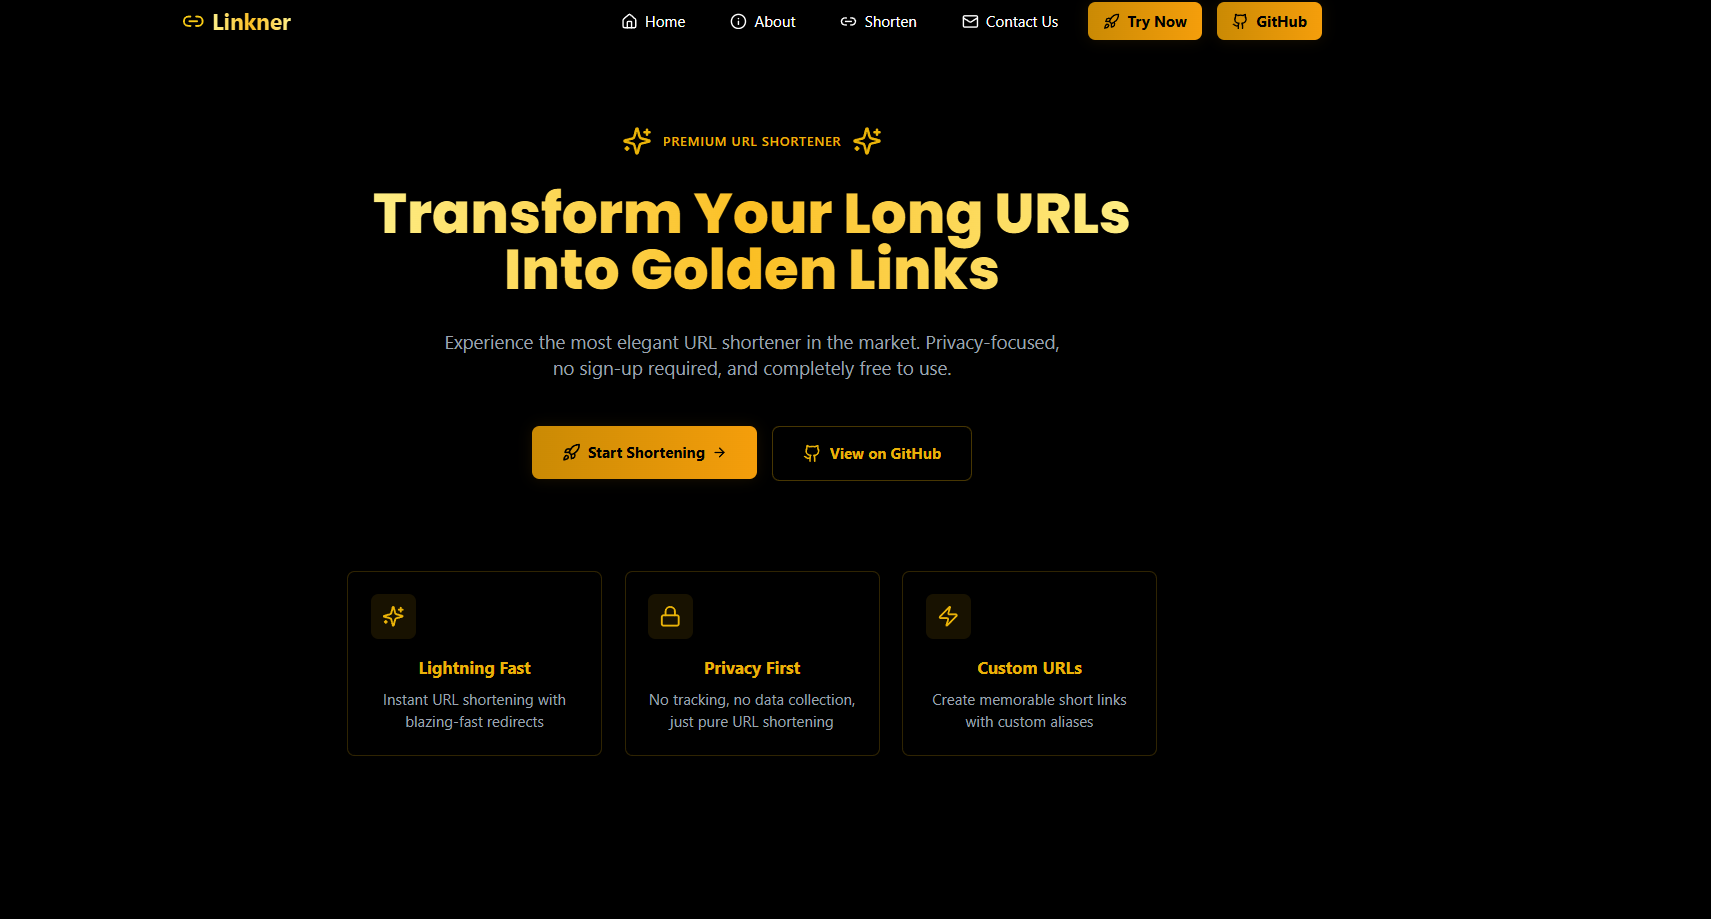 Linkner
Home
About
Shorten
Contact Us
Try Now
GitHub
PREMIUM URL SHORTENER
Transform Your Long URLs
Into Golden Links
Experience the most elegant URL shortener in the market. Privacy-focused,
no sign-up required, and completely free to use.
Start Shortening →
View on GitHub
Lightning Fast
Instant URL shortening with
blazing-fast redirects
Privacy First
No tracking, no data collection,
just pure URL shortening
Custom URLs
Create memorable short links
with custom aliases